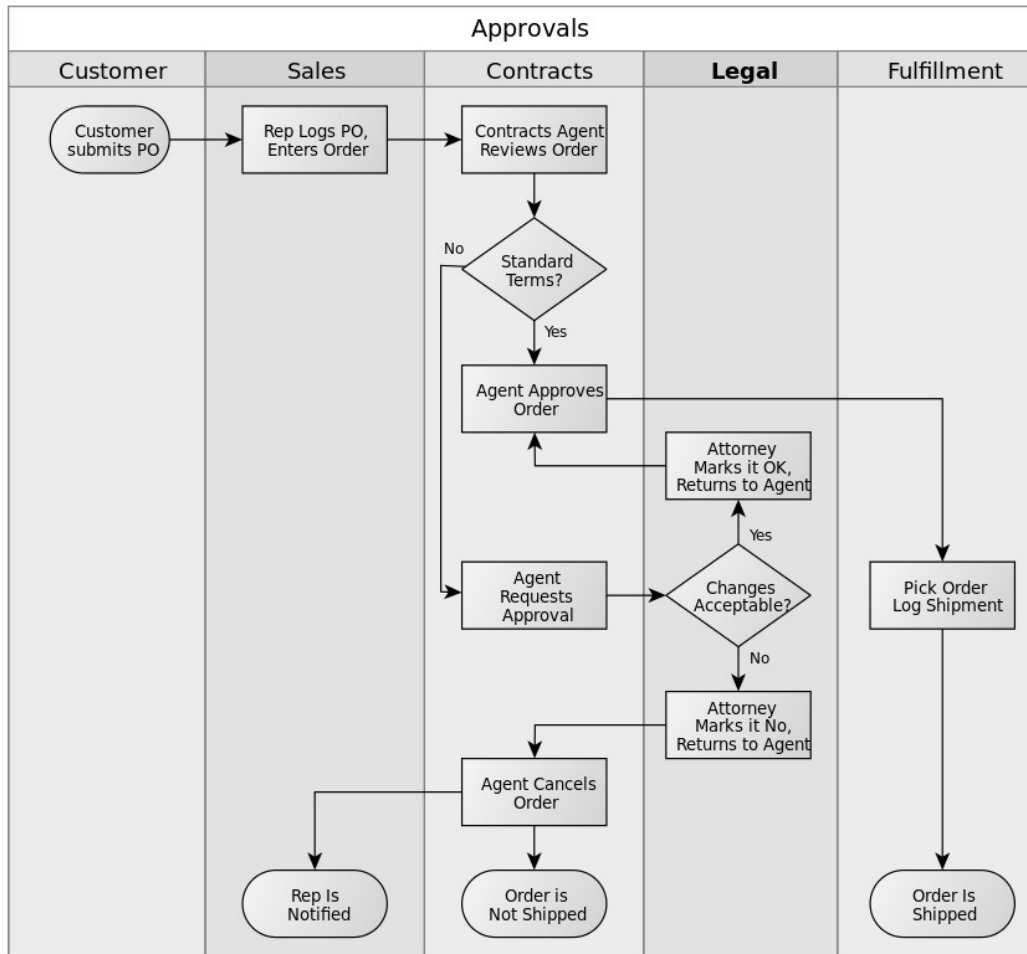 Approvals
Customer
Sales
Contracts
Legal
Fulfillment
Customer
submits PO
Rep Logs PO,
Enters Order
Contracts Agent
Reviews Order
No
Standard
Terms?
Yes
Agent Approves
Order
Attorney
Marks it OK,
Returns to Agent
Yes
Agent
Requests
Approval
Changes
Acceptable?
Pick Order
Log Shipment
No
Attorney
Marks it No,
Returns to Agent
Agent Cancels
Order
Rep Is
Notified
Order is
Not Shipped
Order Is
Shipped